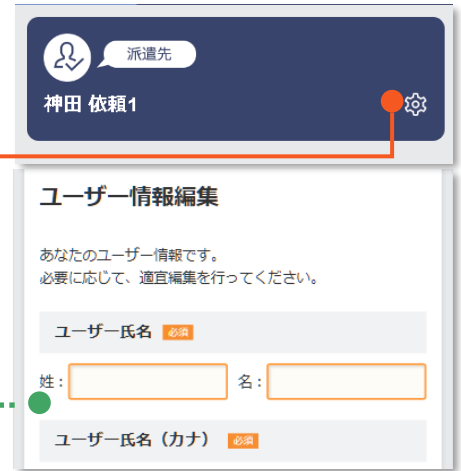 派遣先
神田 依頼1
ユーザー情報編集
あなたのユーザー情報です。
必要に応じて、適宜編集を行ってください。
ユーザー氏名 必須
姓： 名：
ユーザー氏名（カナ） 必須